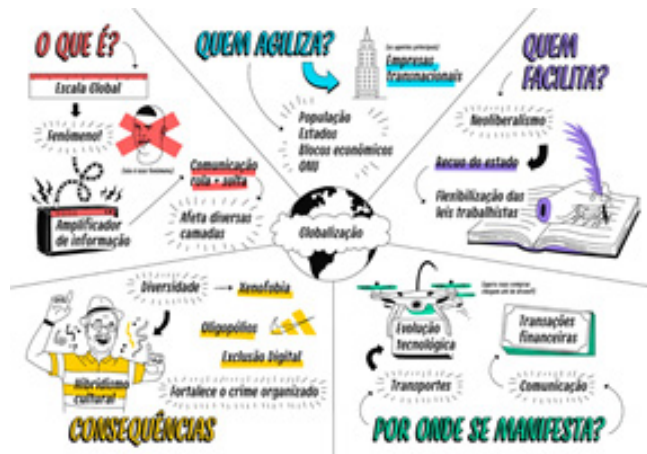 O QUE É?
Escala Global
Fenômeno!
Comunicação
rola + solta
Amplificador
de informação
Afeta diversas
camadas
QUEM AGILIZA?
Empresas
transnacionais
População
Estados
Blocos econômicos
ONU
QUEM
FACILITA?
Neoliberalismo
Recuo do estado
Flexibilização das
leis trabalhistas
Globalização
Diversidade
Xenofobia
Oligopólios
Exclusão Digital
Hibridismo
cultural
Fortalece o crime organizado
CONSEQUÊNCIAS
Evolução
Tecnológica
Transações
financeiras
Transportes
Comunicação
POR ONDE SE MANIFESTA?